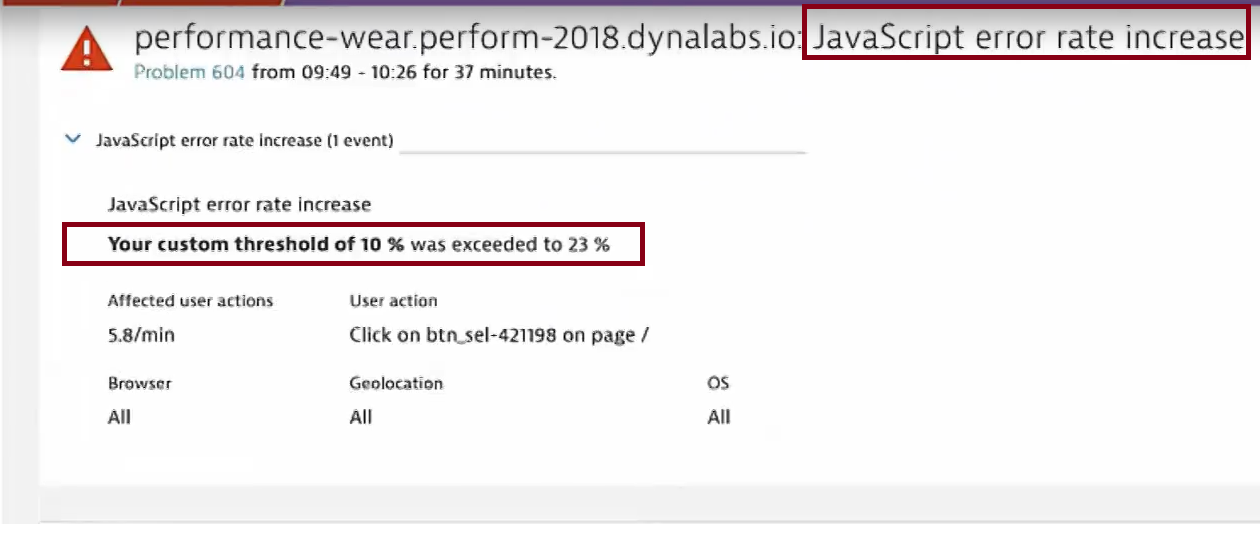 performance-wear.perform-2018.dynalabs.io: JavaScript error rate increase
Problem 604 from 09:49 - 10:26 for 37 minutes.
JavaScript error rate increase (1 event)
JavaScript error rate increase
Your custom threshold of 10 % was exceeded to 23 %
Affected user actions User action
5.8/min Click on btn_sel-421198 on page /
Browser Geolocation OS
All All All